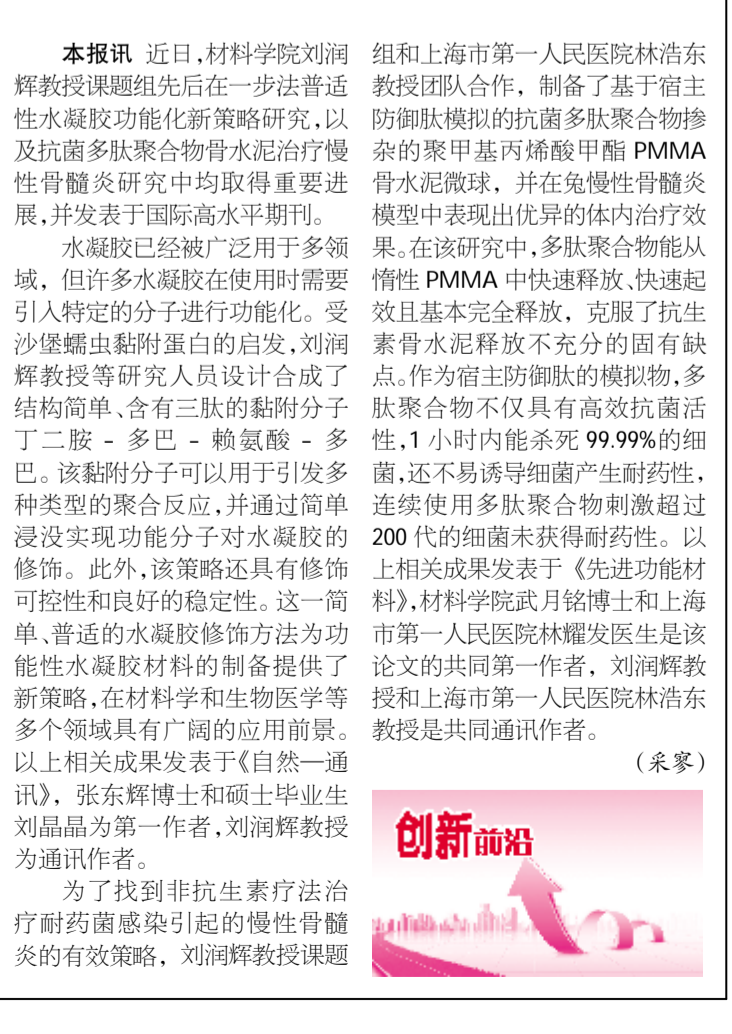 本报讯 近日,材料学院刘润
辉教授课题组先后在一步法普适
性水凝胶功能化新策略研究,以
及抗菌多肽聚合物骨水泥治疗慢
性骨髓炎研究中均取得重要进
展,并发表于国际高水平期刊。
水凝胶已经被广泛用于多领
域，但许多水凝胶在使用时需要
引入特定的分子进行功能化。受
沙堡蠕虫黏附蛋白的启发,刘润
辉教授等研究人员设计合成了
结构简单、含有三肽的黏附分子
丁二胺 - 多巴 - 赖氨酸 - 多
巴。该黏附分子可以用于引发多
种类型的聚合反应,并通过简单
浸没实现功能分子对水凝胶的
修饰。此外,该策略还具有修饰
可控性和良好的稳定性。这一简
单、普适的水凝胶修饰方法为功
能性水凝胶材料的制备提供了
新策略,在材料学和生物医学等
多个领域具有广阔的应用前景。
以上相关成果发表于《自然—通
讯》，张东辉博士和硕士毕业生
刘晶晶为第一作者,刘润辉教授
为通讯作者。
为了找到非抗生素疗法治
疗耐药菌感染引起的慢性骨髓
炎的有效策略，刘润辉教授课题
组和上海市第一人民医院林浩东
教授团队合作，制备了基于宿主
防御肽模拟的抗菌多肽聚合物掺
杂的聚甲基丙烯酸甲酯 PMMA
骨水泥微球，并在兔慢性骨髓炎
模型中表现出优异的体内治疗效
果。在该研究中,多肽聚合物能从
惰性 PMMA 中快速释放、快速起
效且基本完全释放，克服了抗生
素骨水泥释放不充分的固有缺
点。作为宿主防御肽的模拟物,多
肽聚合物不仅具有高效抗菌活
性,1 小时内能杀死 99.99%的细
菌,还不易诱导细菌产生耐药性,
连续使用多肽聚合物刺激超过
200 代的细菌未获得耐药性。以
上相关成果发表于《先进功能材
料》,材料学院武月铭博士和上海
市第一人民医院林耀发医生是该
论文的共同第一作者，刘润辉教
授和上海市第一人民医院林浩东
教授是共同通讯作者。
（采寥）
创新前沿